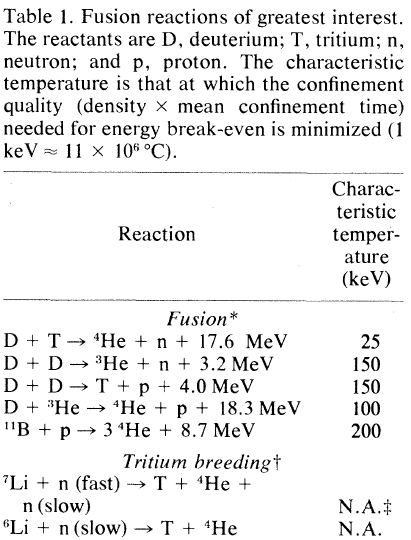 Table 1. Fusion reactions of greatest interest.
The reactants are D, deuterium; T, tritium; n,
neutron; and p, proton. The characteristic
temperature is that at which the confinement
quality (density × mean confinement time)
needed for energy break-even is minimized (1
keV ≈ 11 × 10⁶ °C).
Charac-
teristic
Reaction temper-
ature
(keV)
Fusion*
D + T → ⁴He + n + 17.6 MeV 25
D + D → ³He + n + 3.2 MeV 150
D + D → T + p + 4.0 MeV 150
D + ³He → ⁴He + p + 18.3 MeV 100
¹¹B + p → 3 ⁴He + 8.7 MeV 200
Tritium breeding†
⁷Li + n (fast) → T + ⁴He +
n (slow) N.A.‡
⁶Li + n (slow) → T + ⁴He N.A.